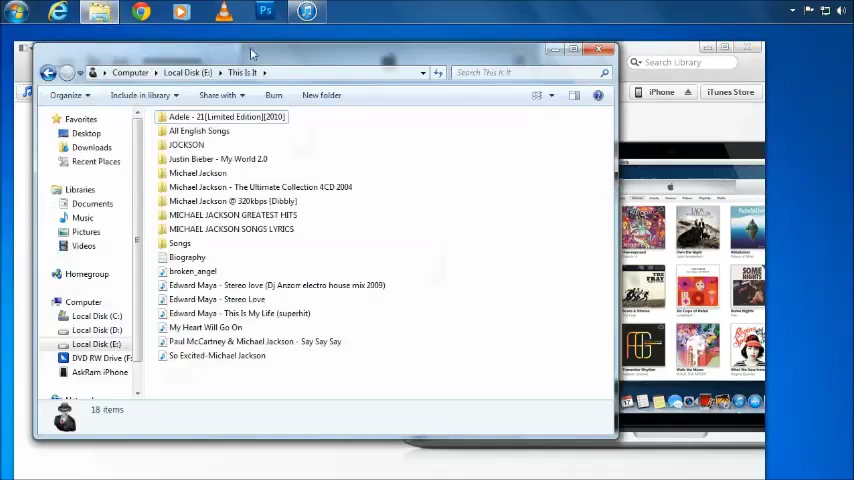 Ps
Search Library
iPhone
iTunes Store
Computer
Local Disk (E:)
This Is It
Search This Is It
Organize
Include in library
Share with
Burn
New folder
Favorites
Desktop
Downloads
Recent Places
Libraries
Documents
Music
Pictures
Videos
Homegroup
Computer
Local Disk (C:)
Local Disk (D:)
Local Disk (E:)
DVD RW Drive (F:
AskRam iPhone
Adele - 21[Limited Edition][2010]
All English Songs
JOCKSON
Justin Bieber - My World 2.0
Michael Jackson
Michael Jackson - The Ultimate Collection 4CD 2004
Michael Jackson @ 320kbps [Dibbly]
MICHAEL JACKSON GREATEST HITS
MICHAEL JACKSON SONGS LYRICS
Songs
Biography
broken_angel
Edward Maya - Stereo love (Dj Anzom electro house mix 2009)
Edward Maya - Stereo Love
Edward Maya - This Is My Life (superhit)
My Heart Will Go On
Paul McCartney & Michael Jackson - Say Say Say
So Excited-Michael Jackson
18 items